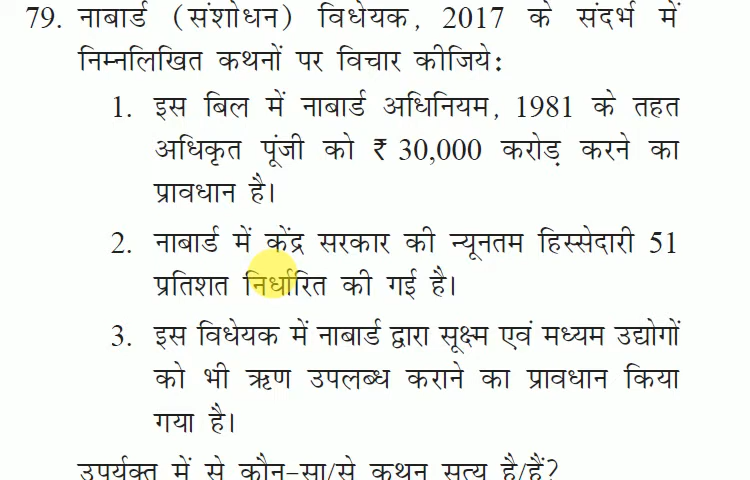 79. नाबार्ड (संशोधन) विधेयक, 2017 के संदर्भ में
निम्नलिखित कथनों पर विचार कीजिये:
1. इस बिल में नाबार्ड अधिनियम, 1981 के तहत
अधिकृत पूंजी को ₹ 30,000 करोड़ करने का
प्रावधान है।
2. नाबार्ड में केंद्र सरकार की न्यूनतम हिस्सेदारी 51
प्रतिशत निर्धारित की गई है।
3. इस विधेयक में नाबार्ड द्वारा सूक्ष्म एवं मध्यम उद्योगों
को भी ऋण उपलब्ध कराने का प्रावधान किया
गया है।
उपर्युक्त में से कौन-सा/से कथन सत्य है/हैं?